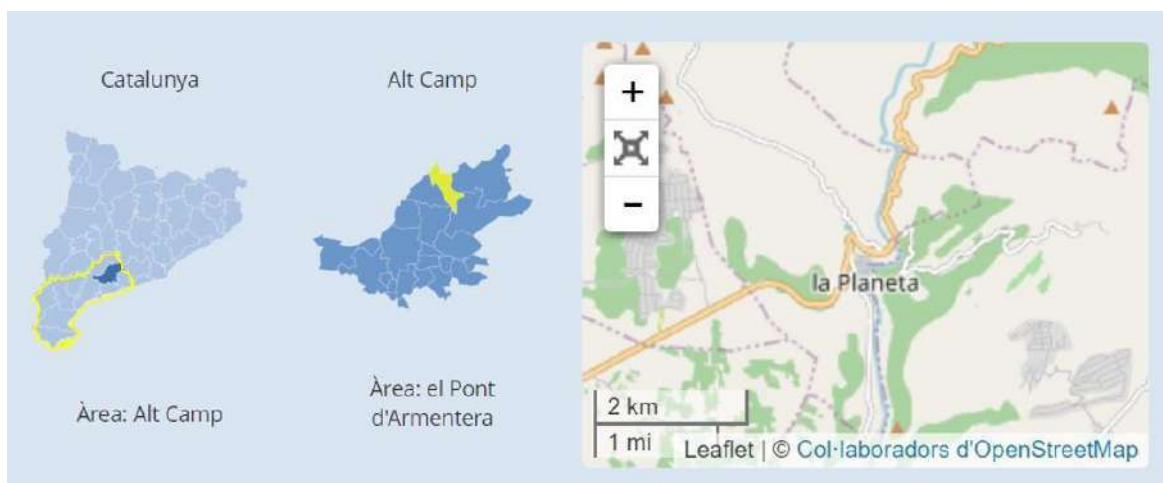 Catalunya
Alt Camp
Àrea: Alt Camp
Àrea: el Pont
d'Armentera
+
−
la Planeta
2 km
1 mi
Leaflet | © Col·laboradors d'OpenStreetMap